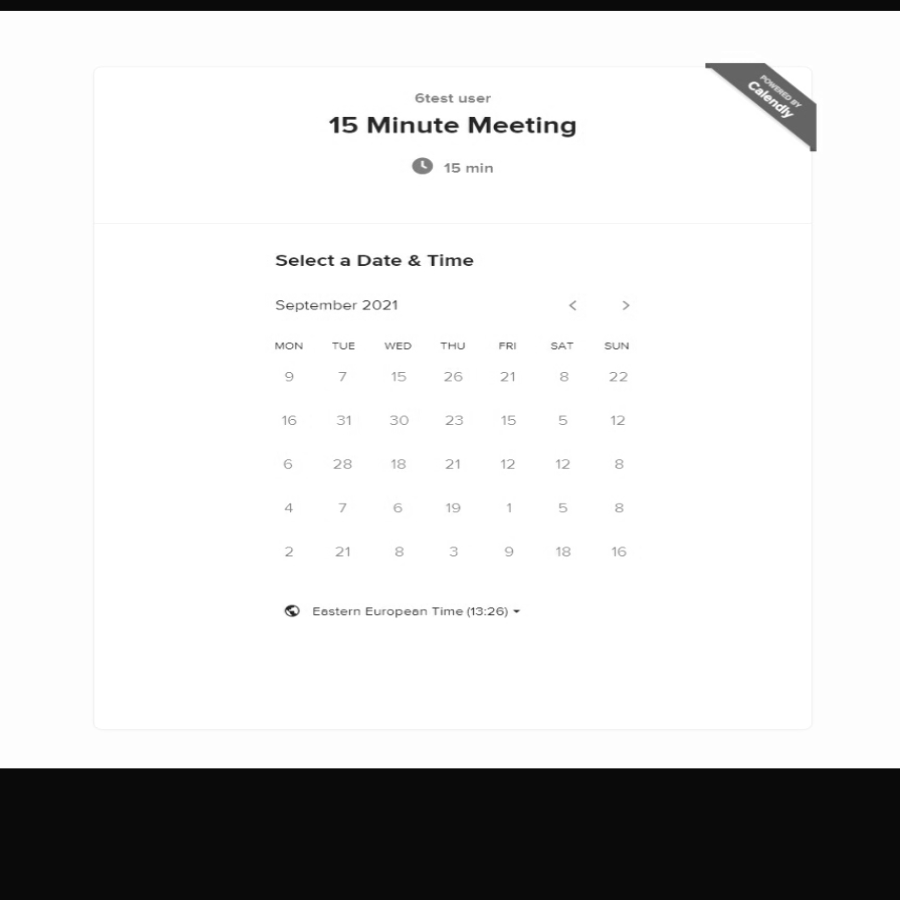 POWERED BY
Calendly
6test user
15 Minute Meeting
15 min
Select a Date & Time
September 2021 < >
MON TUE WED THU FRI SAT SUN
9 7 15 26 21 8 22
16 31 30 23 15 5 12
6 28 18 21 12 12 8
4 7 6 19 1 5 8
2 21 8 3 9 18 16
Eastern European Time (13:26)